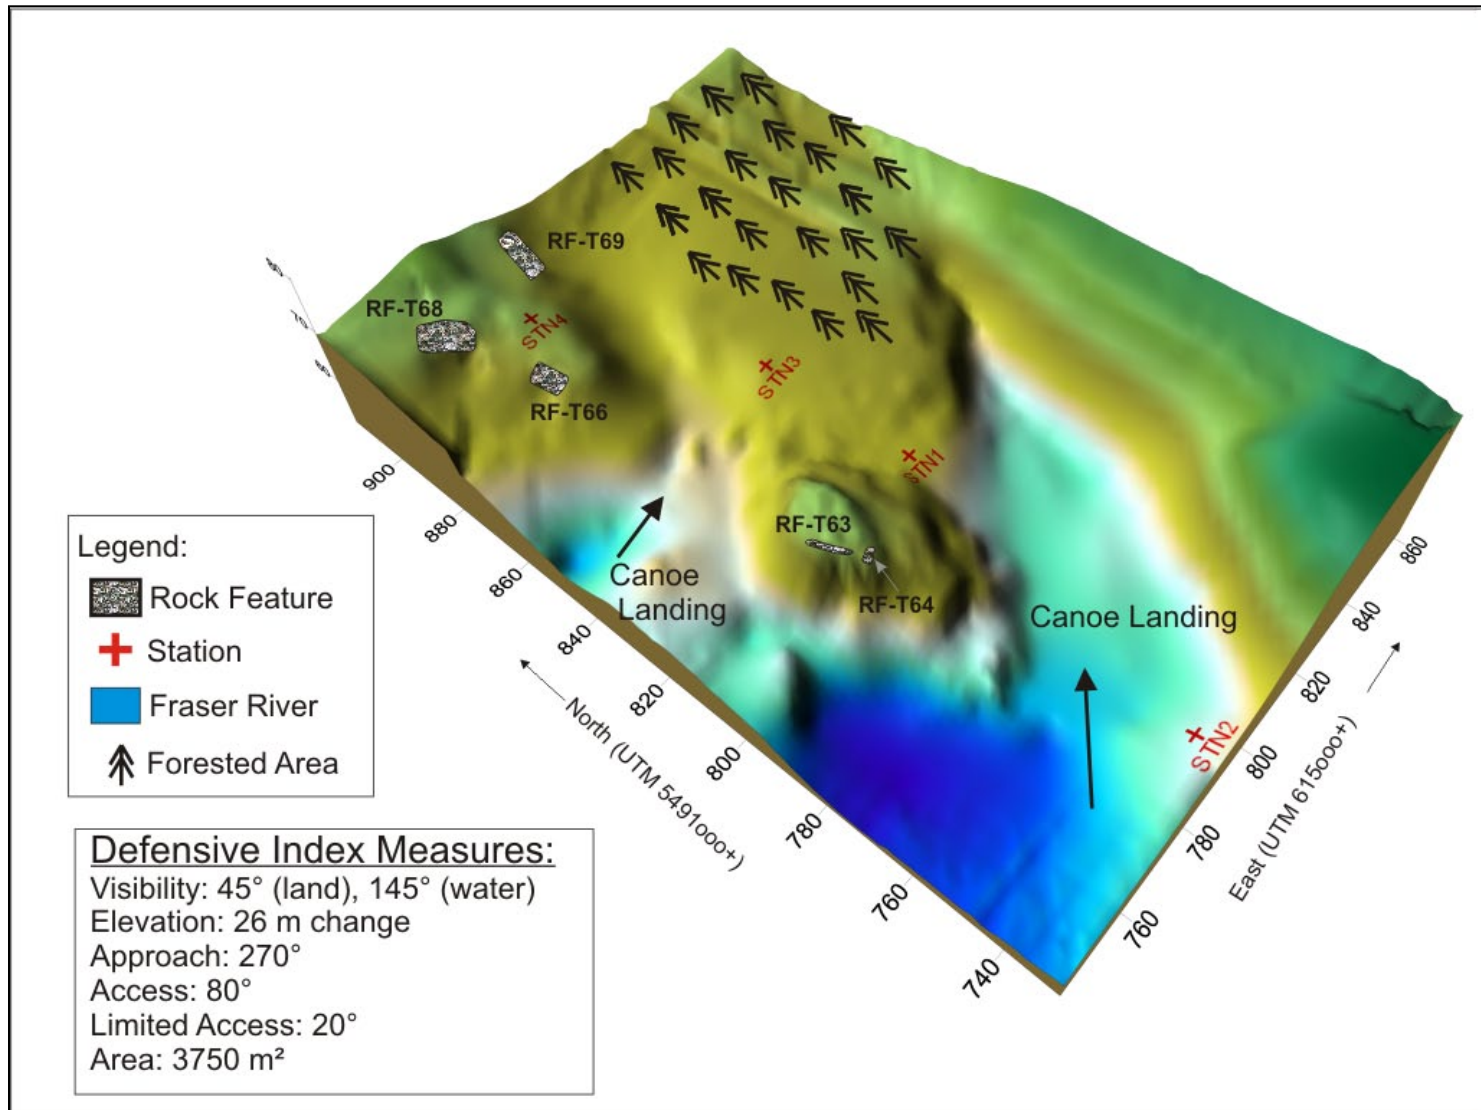 RF-T69
RF-T68
STN4
RF-T66
STN3
STN1
RF-T63
RF-T64
Canoe
Landing
Canoe Landing
STN2
70
900
880
860
840
820
800
780
760
740
North (UTM 5491ooo+)
760
780
800
820
840
860
East (UTM 615ooo+)
Legend:
Rock Feature
Station
Fraser River
Forested Area
Defensive Index Measures:
Visibility: 45° (land), 145° (water)
Elevation: 26 m change
Approach: 270°
Access: 80°
Limited Access: 20°
Area: 3750 m²